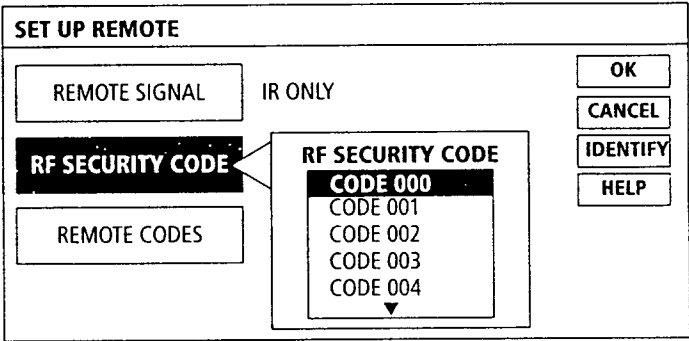 SET UP REMOTE
REMOTE SIGNAL
IR ONLY
RF SECURITY CODE
REMOTE CODES
RF SECURITY CODE
CODE 000
CODE 001
CODE 002
CODE 003
CODE 004
OK
CANCEL
IDENTIFY
HELP